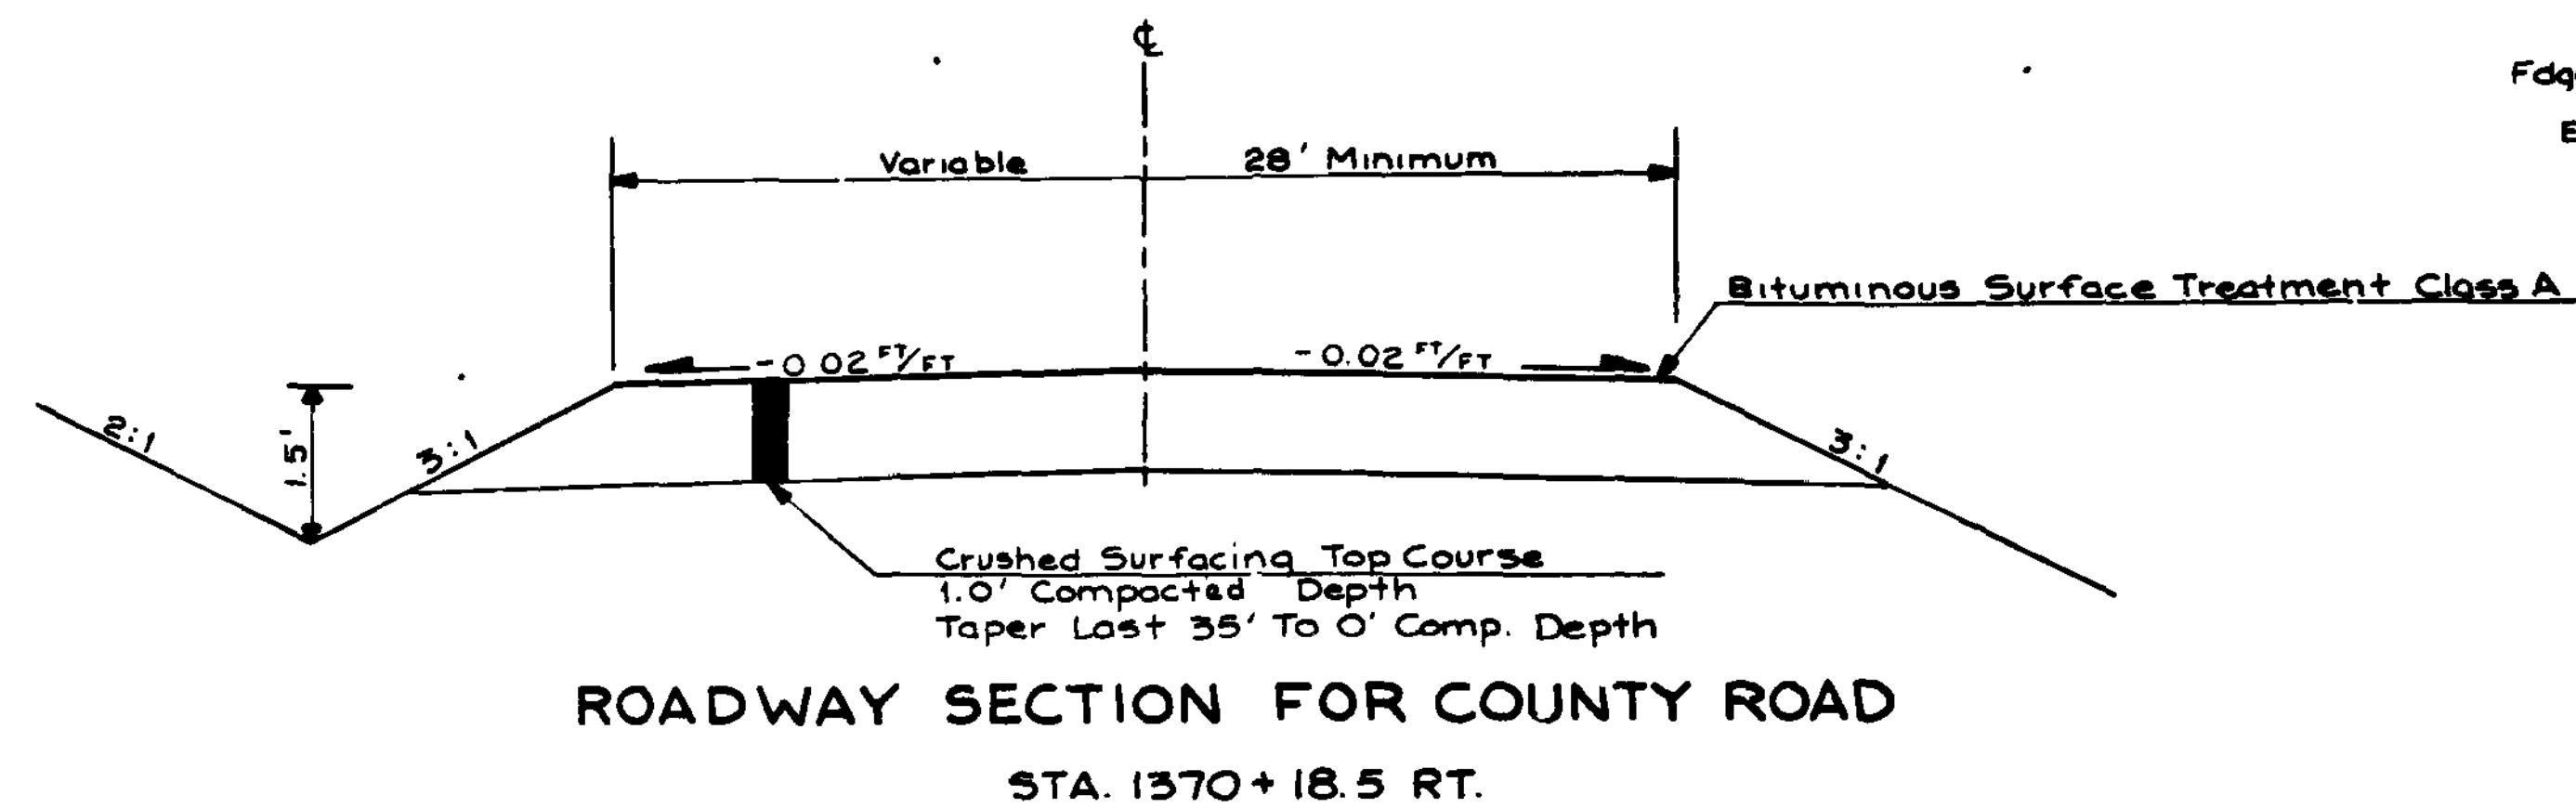 ℄
Fdg
E
Variable 28' Minimum
Bituminous Surface Treatment Class A
-0 02 FT/FT -0.02 FT/FT
2:1
1.5'
3:1
3:1
Crushed Surfacing Top Course
1.0' Compacted Depth
Taper Last 35' To 0' Comp. Depth
ROADWAY SECTION FOR COUNTY ROAD
STA. 1370+18.5 RT.